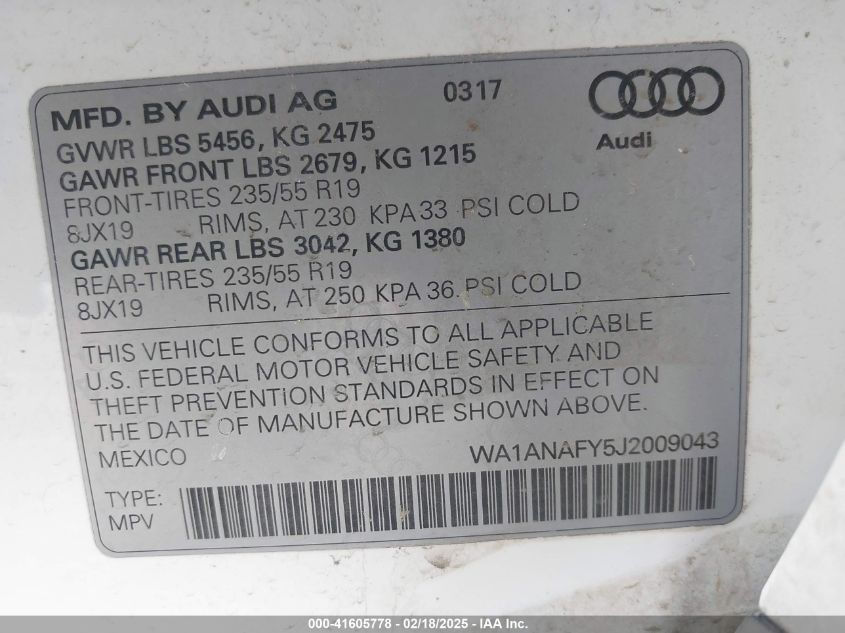 MFD. BY AUDI AG 0317
Audi
GVWR LBS 5456, KG 2475
GAWR FRONT LBS 2679, KG 1215
FRONT-TIRES 235/55 R19
8JX19 RIMS, AT 230 KPA 33 PSI COLD
GAWR REAR LBS 3042, KG 1380
REAR-TIRES 235/55 R19
8JX19 RIMS, AT 250 KPA 36 PSI COLD
THIS VEHICLE CONFORMS TO ALL APPLICABLE
U.S. FEDERAL MOTOR VEHICLE SAFETY AND
THEFT PREVENTION STANDARDS IN EFFECT ON
THE DATE OF MANUFACTURE SHOWN ABOVE.
MEXICO WA1ANAFY5J2009043
TYPE:
MPV
000-41605778 - 02/18/2025 - IAA Inc.